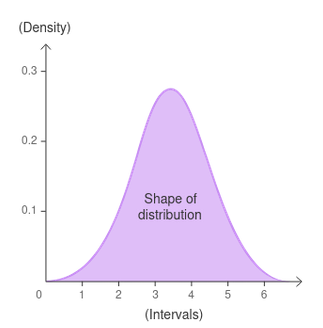 (Density)
0.3
0.2
0.1
Shape of
distribution
0 1 2 3 4 5 6
(Intervals)